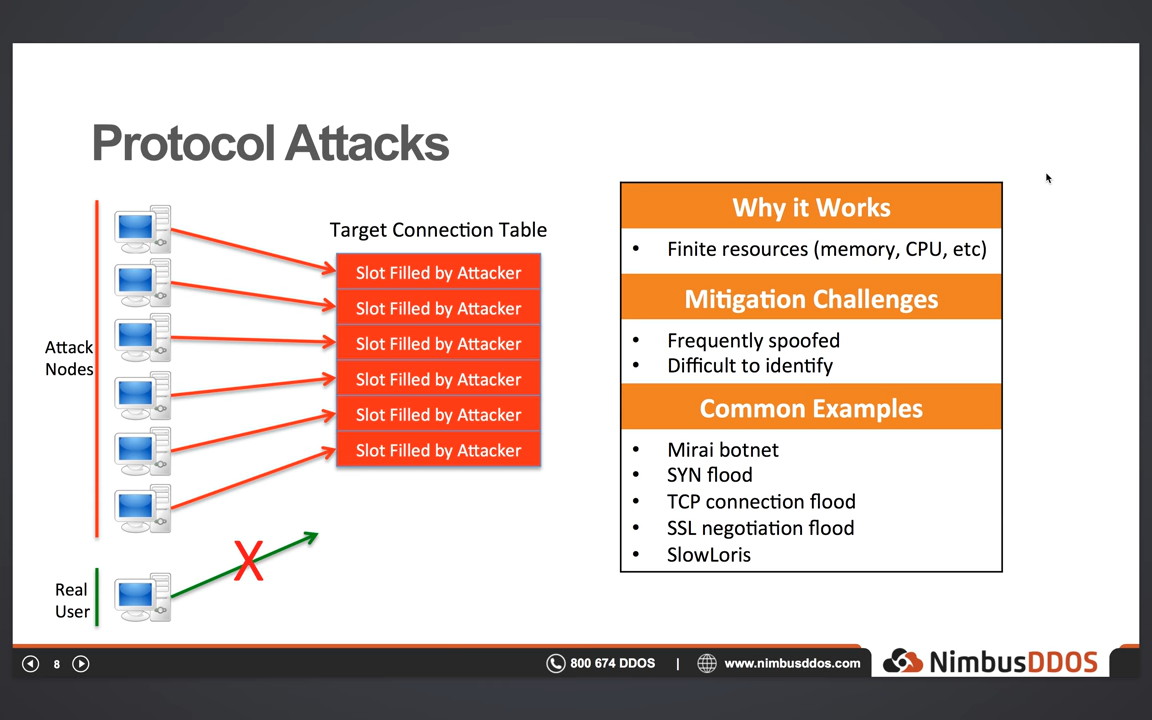 Protocol Attacks
Target Connection Table
Slot Filled by Attacker
Slot Filled by Attacker
Slot Filled by Attacker
Slot Filled by Attacker
Slot Filled by Attacker
Slot Filled by Attacker
Attack
Nodes
X
Real
User
Why it Works
• Finite resources (memory, CPU, etc)
Mitigation Challenges
• Frequently spoofed
• Difficult to identify
Common Examples
• Mirai botnet
• SYN flood
• TCP connection flood
• SSL negotiation flood
• SlowLoris
8
800 674 DDOS | www.nimbusddos.com
NimbusDDOS